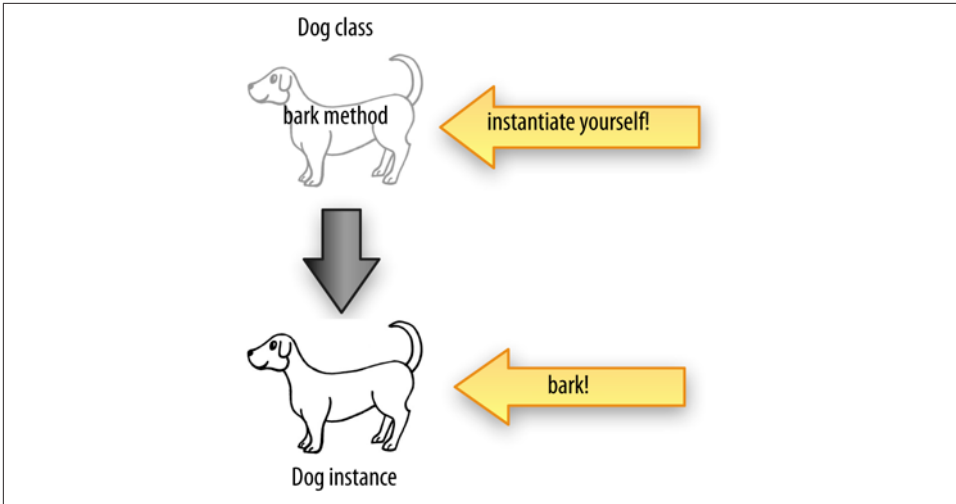 Dog class
bark method
instantiate yourself!
bark!
Dog instance